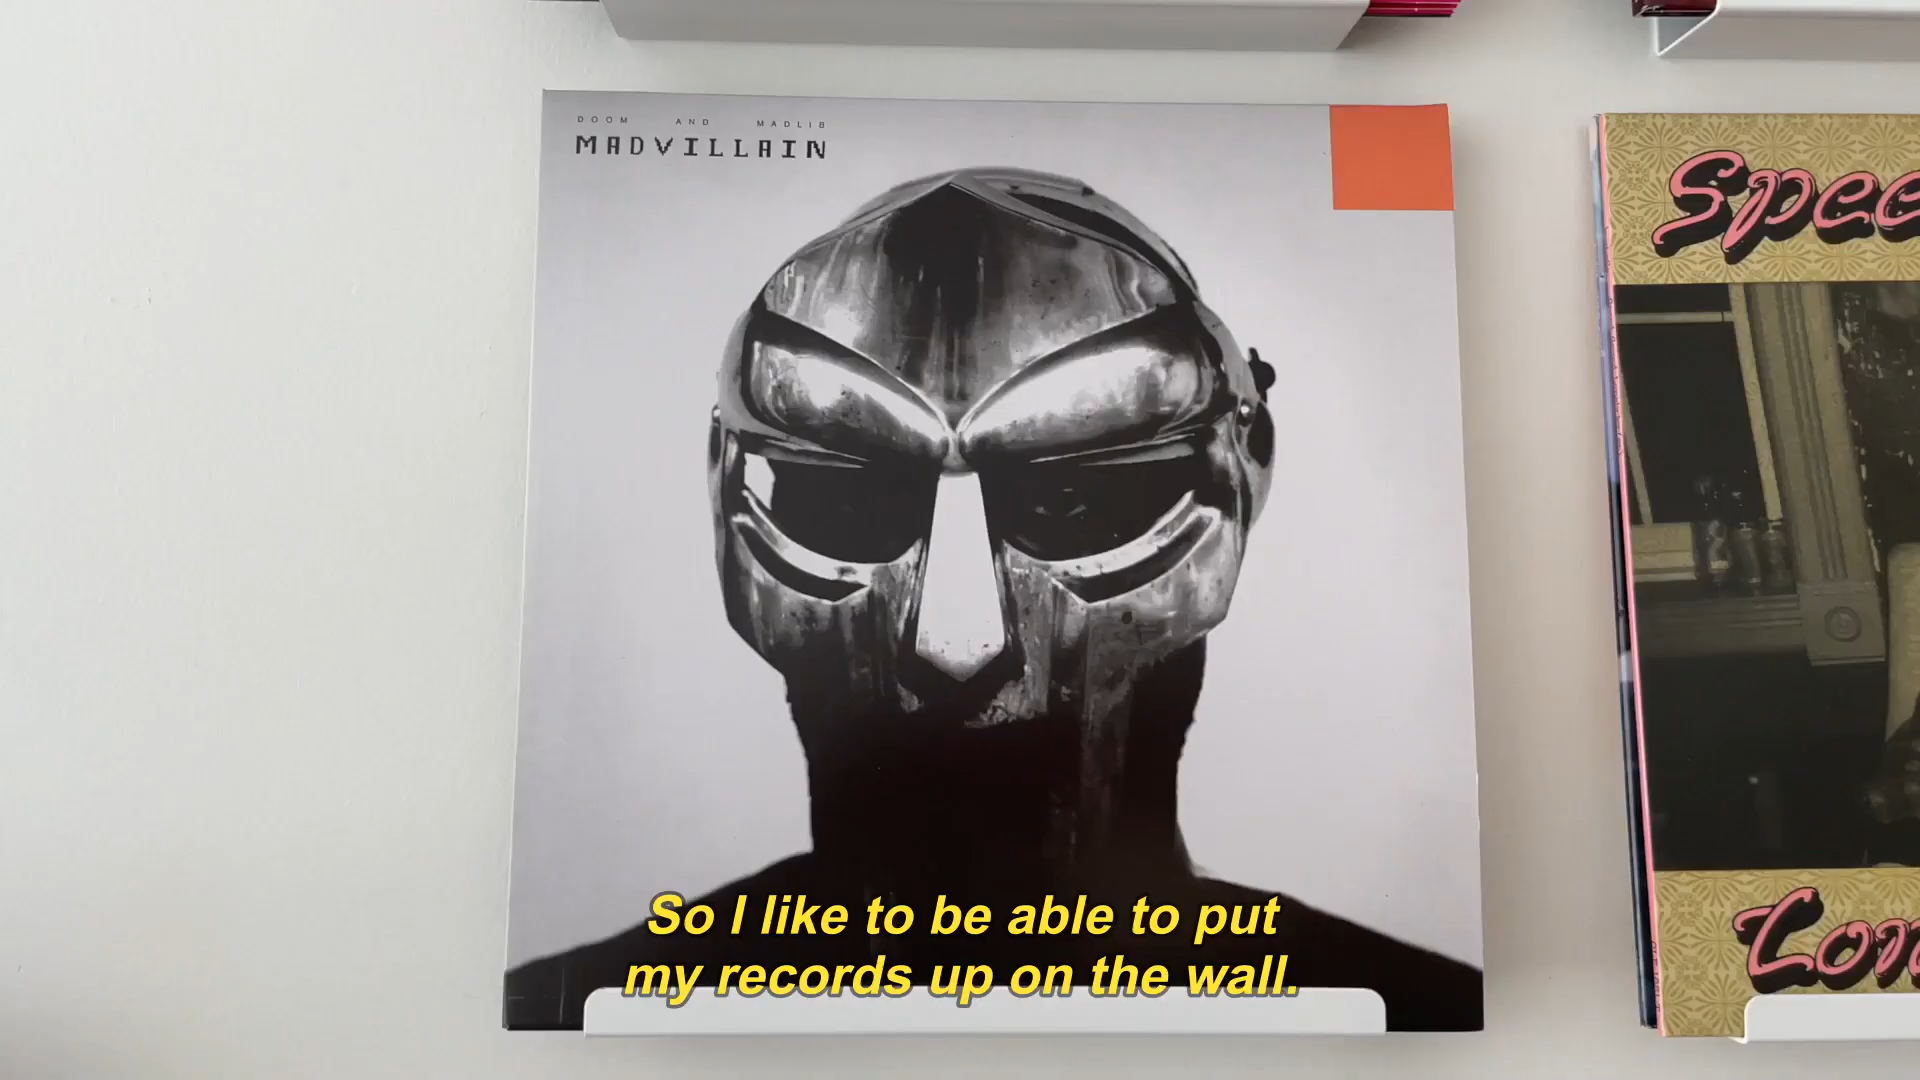 DOOM AND MADLIB
MADVILLAIN
So I like to be able to put
my records up on the wall.